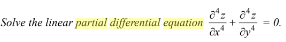 Solve the linear partial differential equation ∂⁴z/∂x⁴ + ∂⁴z/∂y⁴ = 0.